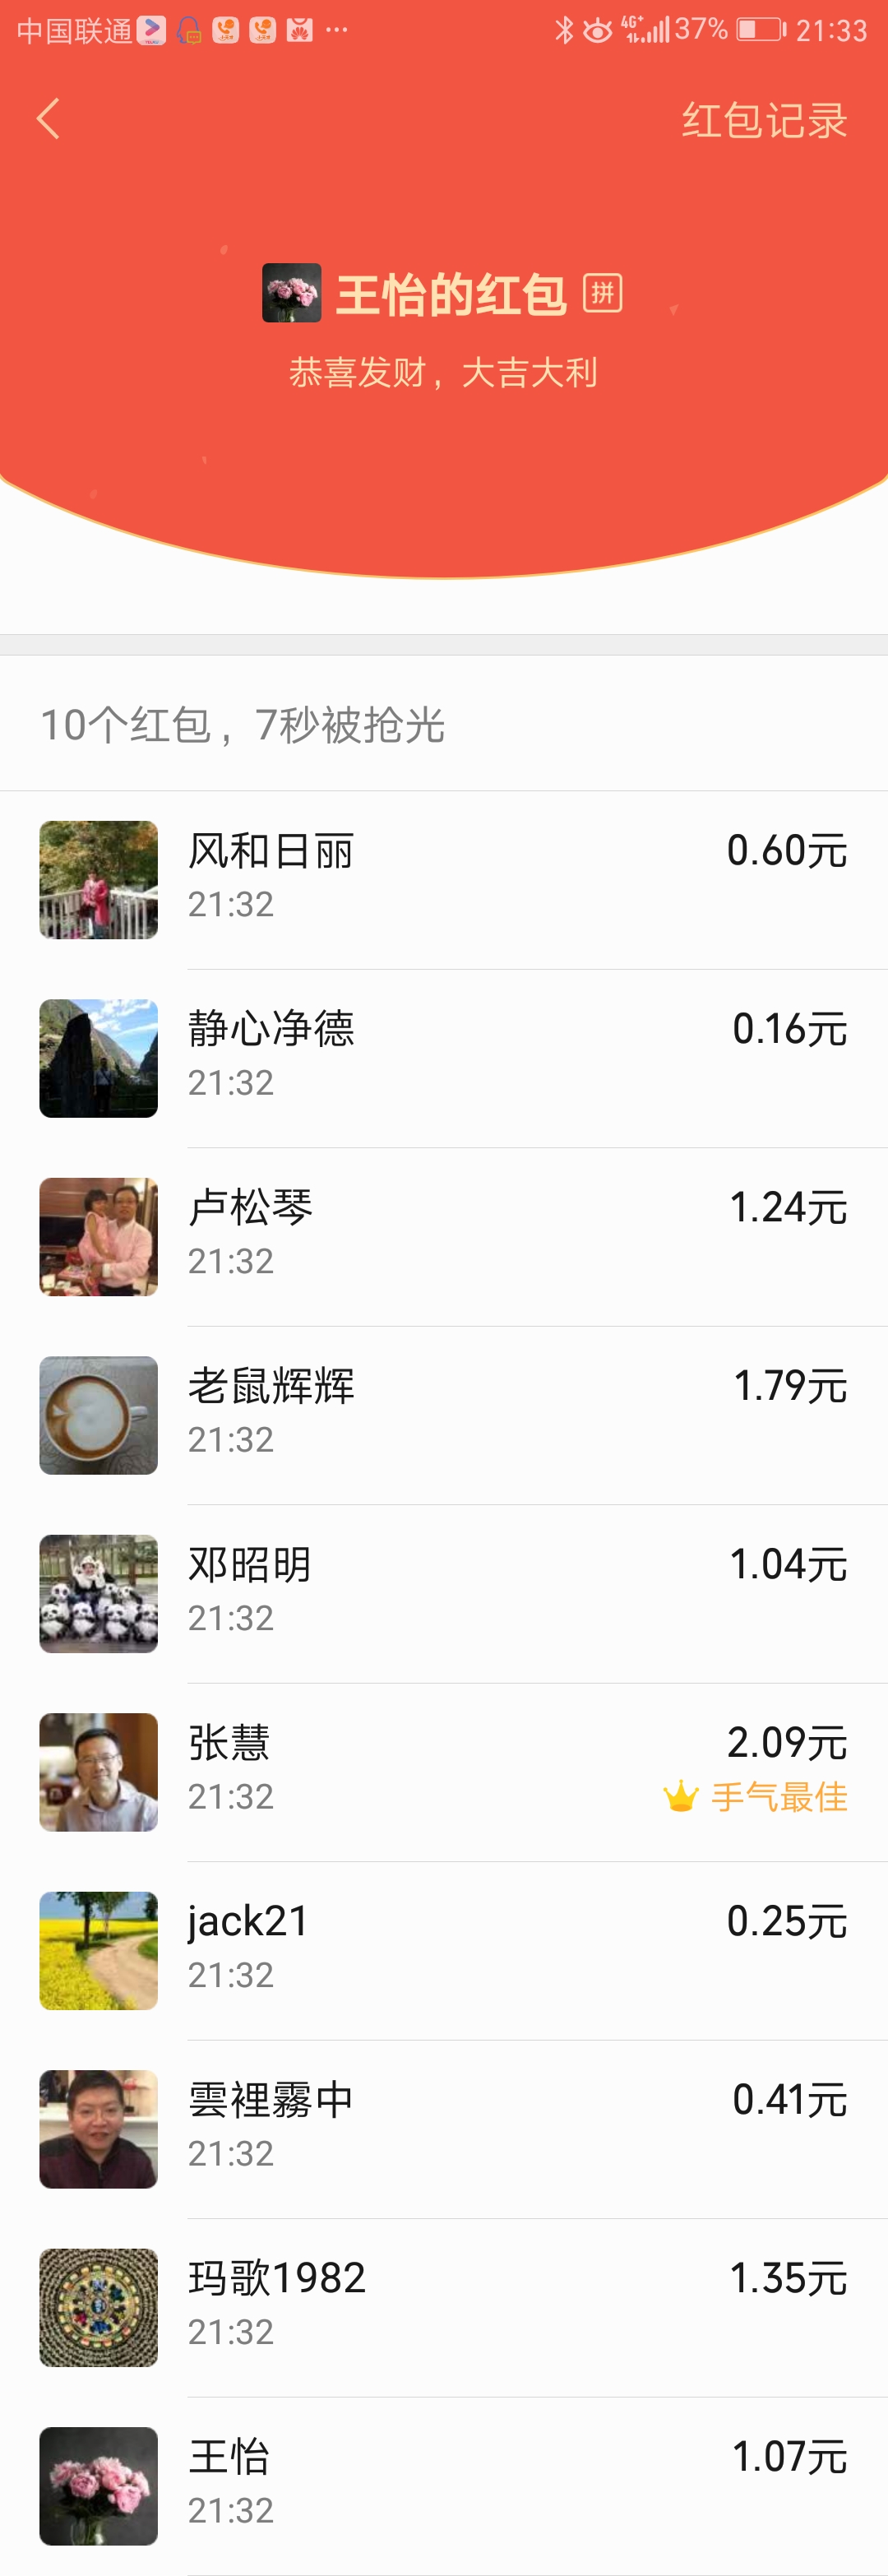 中国联通 4G+ 37% 21:33
红包记录
王怡的红包 拼
恭喜发财，大吉大利
10个红包，7秒被抢光
风和日丽 0.60元
21:32
静心净德 0.16元
21:32
卢松琴 1.24元
21:32
老鼠辉辉 1.79元
21:32
邓昭明 1.04元
21:32
张慧 2.09元
21:32 手气最佳
jack21 0.25元
21:32
雲裡霧中 0.41元
21:32
玛歌1982 1.35元
21:32
王怡 1.07元
21:32